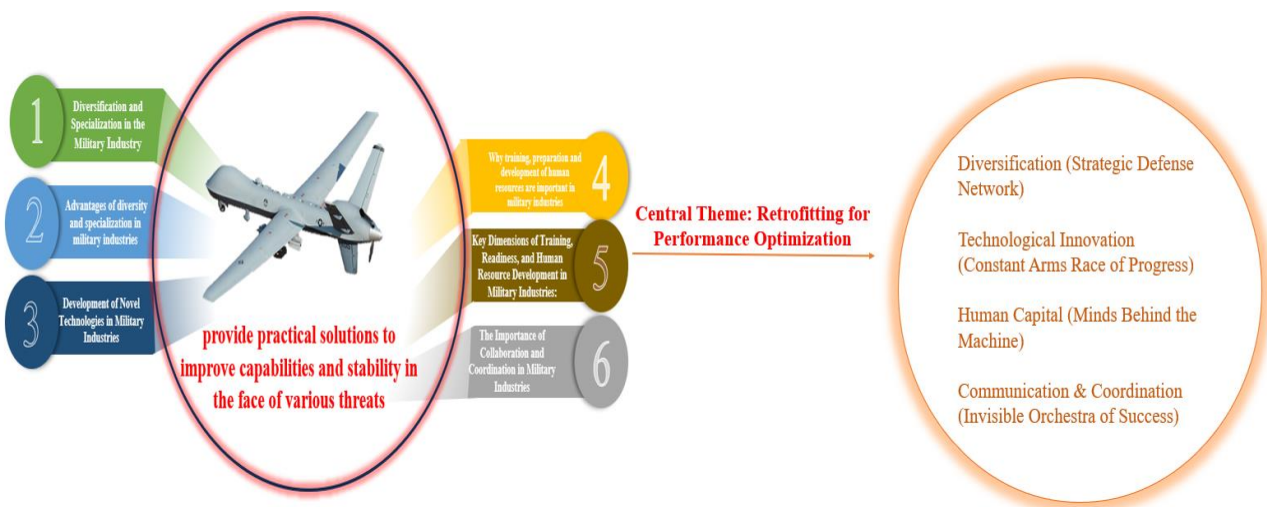 1
Diversification and
Specialization in the
Military Industry
2
Advantages of diversity
and specialization in
military industries
3
Development of Novel
Technologies in Military
Industries
provide practical solutions to
improve capabilities and stability in
the face of various threats
Why training, preparation and
development of human
resources are important in
military industries
4
Key Dimensions of Training,
Readiness, and Human
Resource Development in
Military Industries:
5
The Importance of
Collaboration and
Coordination in Military
Industries
6
Central Theme: Retrofitting for
Performance Optimization
Diversification (Strategic Defense
Network)
Technological Innovation
(Constant Arms Race of Progress)
Human Capital (Minds Behind the
Machine)
Communication & Coordination
(Invisible Orchestra of Success)